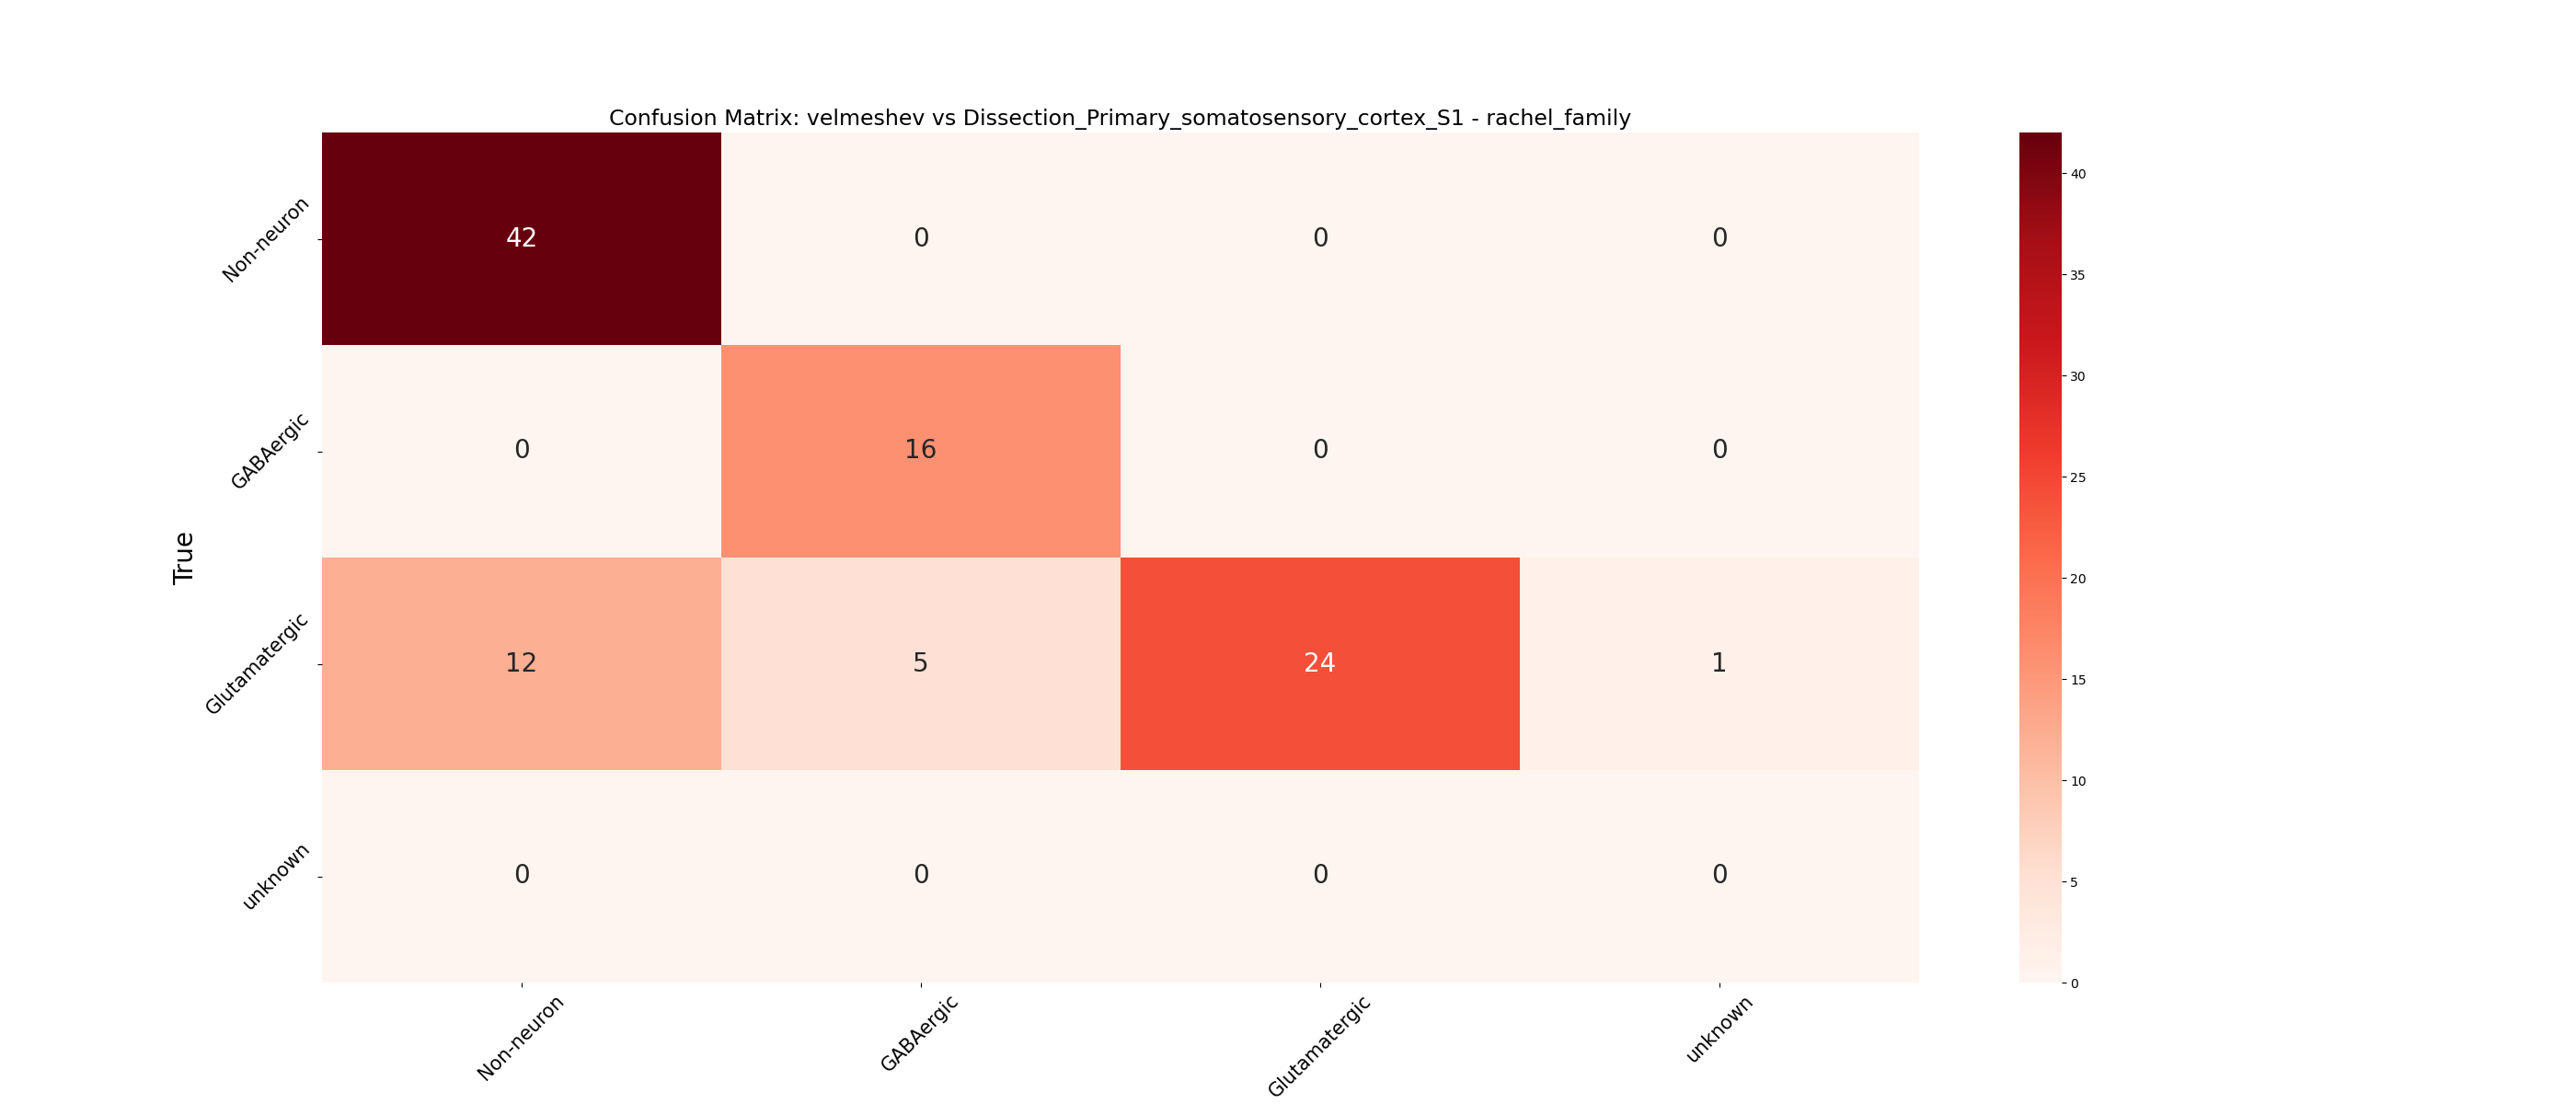 Confusion Matrix: velmeshev vs Dissection_Primary_somatosensory_cortex_S1 - rachel_family
True
Non-neuron
42 0 0 0
GABAergic
0 16 0 0
Glutamatergic
12 5 24 1
unknown
0 0 0 0
Non-neuron GABAergic Glutamatergic unknown
40
35
30
25
20
15
10
5
0